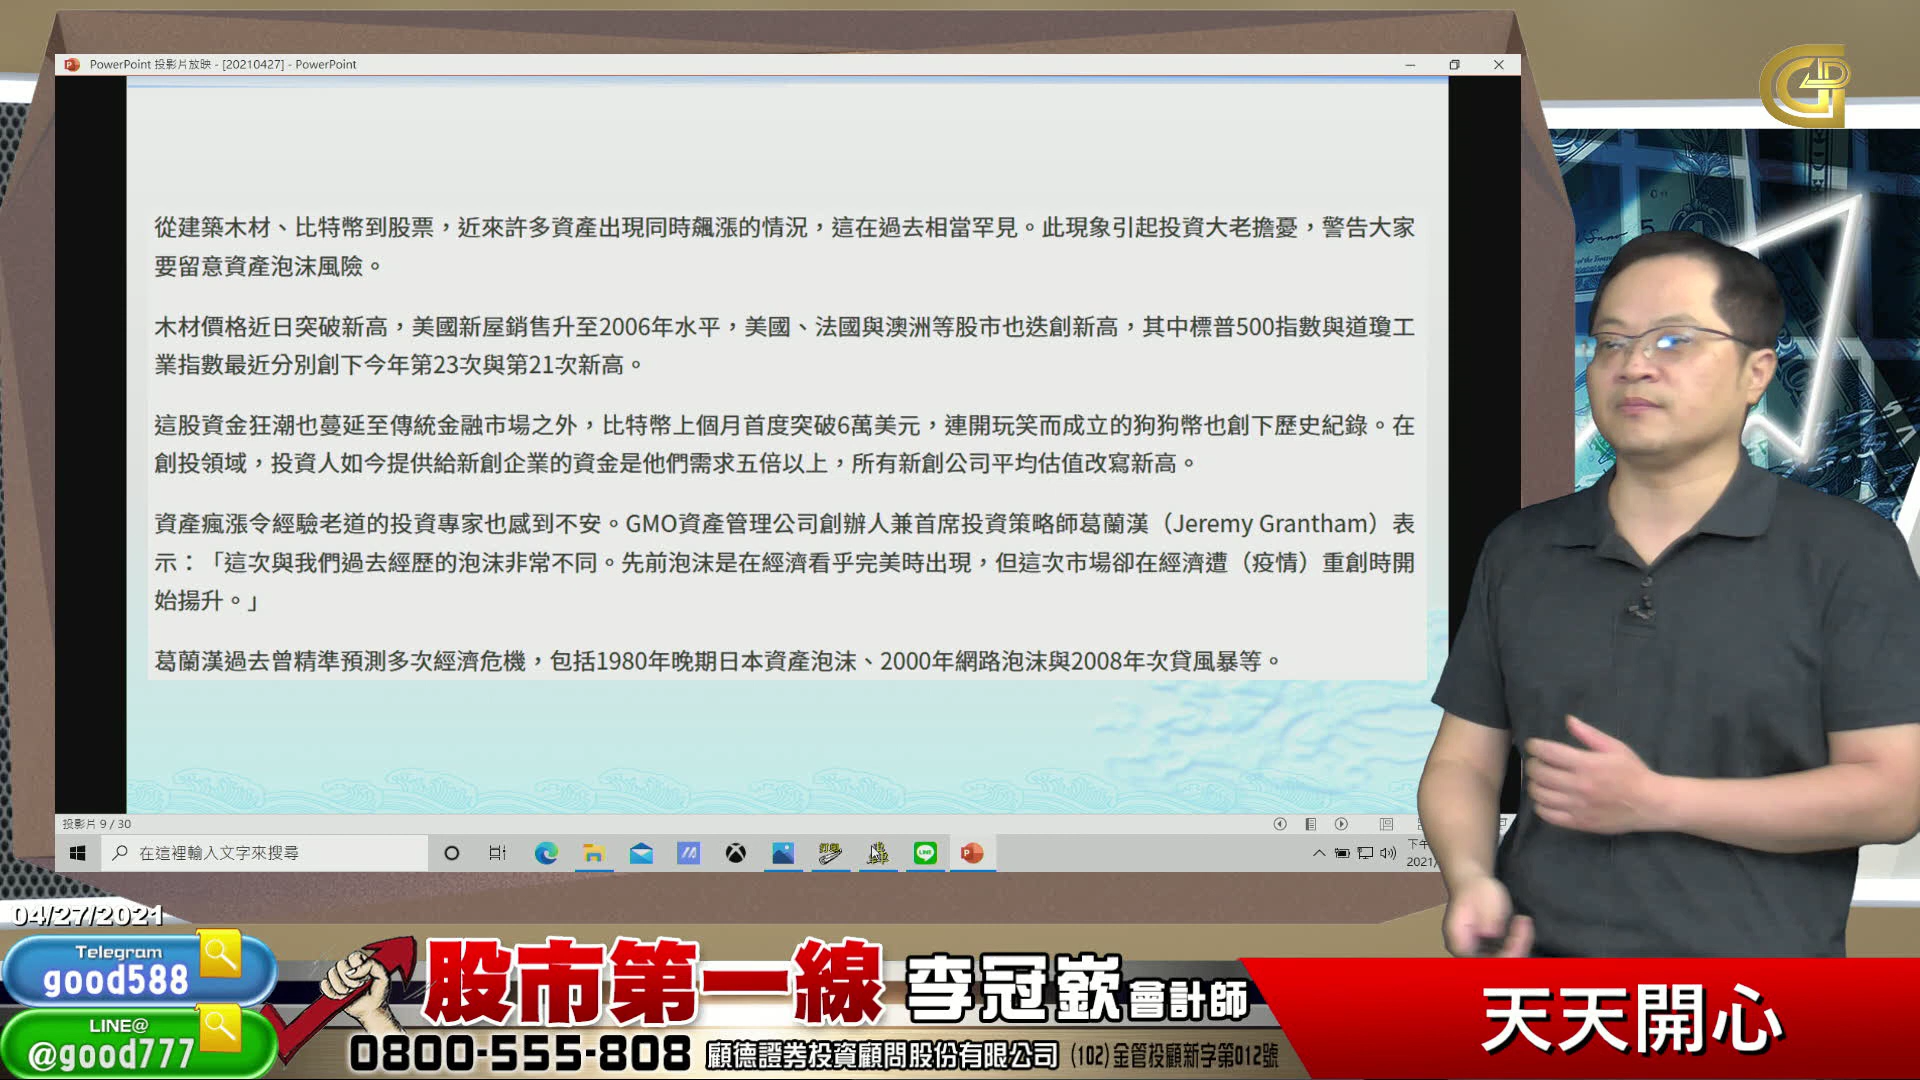 PowerPoint 投影片放映 - [20210427] - PowerPoint
從建築木材、比特幣到股票，近來許多資產出現同時飆漲的情況，這在過去相當罕見。此現象引起投資大老擔憂，警告大家
要留意資產泡沫風險。
木材價格近日突破新高，美國新屋銷售升至2006年水平，美國、法國與澳洲等股市也迭創新高，其中標普500指數與道瓊工
業指數最近分別創下今年第23次與第21次新高。
這股資金狂潮也蔓延至傳統金融市場之外，比特幣上個月首度突破6萬美元，連開玩笑而成立的狗狗幣也創下歷史紀錄。在
創投領域，投資人如今提供給新創企業的資金是他們需求五倍以上，所有新創公司平均估值改寫新高。
資產瘋漲令經驗老道的投資專家也感到不安。GMO資產管理公司創辦人兼首席投資策略師葛蘭漢（Jeremy Grantham）表
示：「這次與我們過去經歷的泡沫非常不同。先前泡沫是在經濟看乎完美時出現，但這次市場卻在經濟遭（疫情）重創時開
始揚升。」
葛蘭漢過去曾精準預測多次經濟危機，包括1980年晚期日本資產泡沫、2000年網路泡沫與2008年次貸風暴等。
投影片 9 / 30
在這裡輸入文字來搜尋
下午
2021/
04/27/2021
Telegram
good588
LINE@
@good777
股市第一線 李冠嶔會計師
0800-555-808 顧德證券投資顧問股份有限公司 (102)金管投顧新字第012號
天天開心